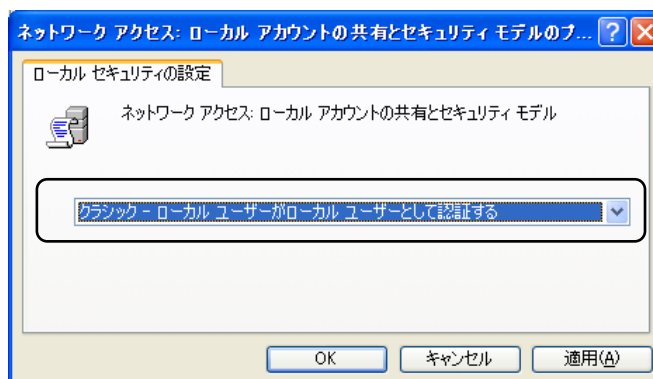 ネットワーク アクセス: ローカル アカウントの共有とセキュリティ モデルのプ...
ローカル セキュリティの設定
ネットワーク アクセス: ローカル アカウントの共有とセキュリティ モデル
クラシック - ローカル ユーザーがローカル ユーザーとして認証する
OK
キャンセル
適用(A)